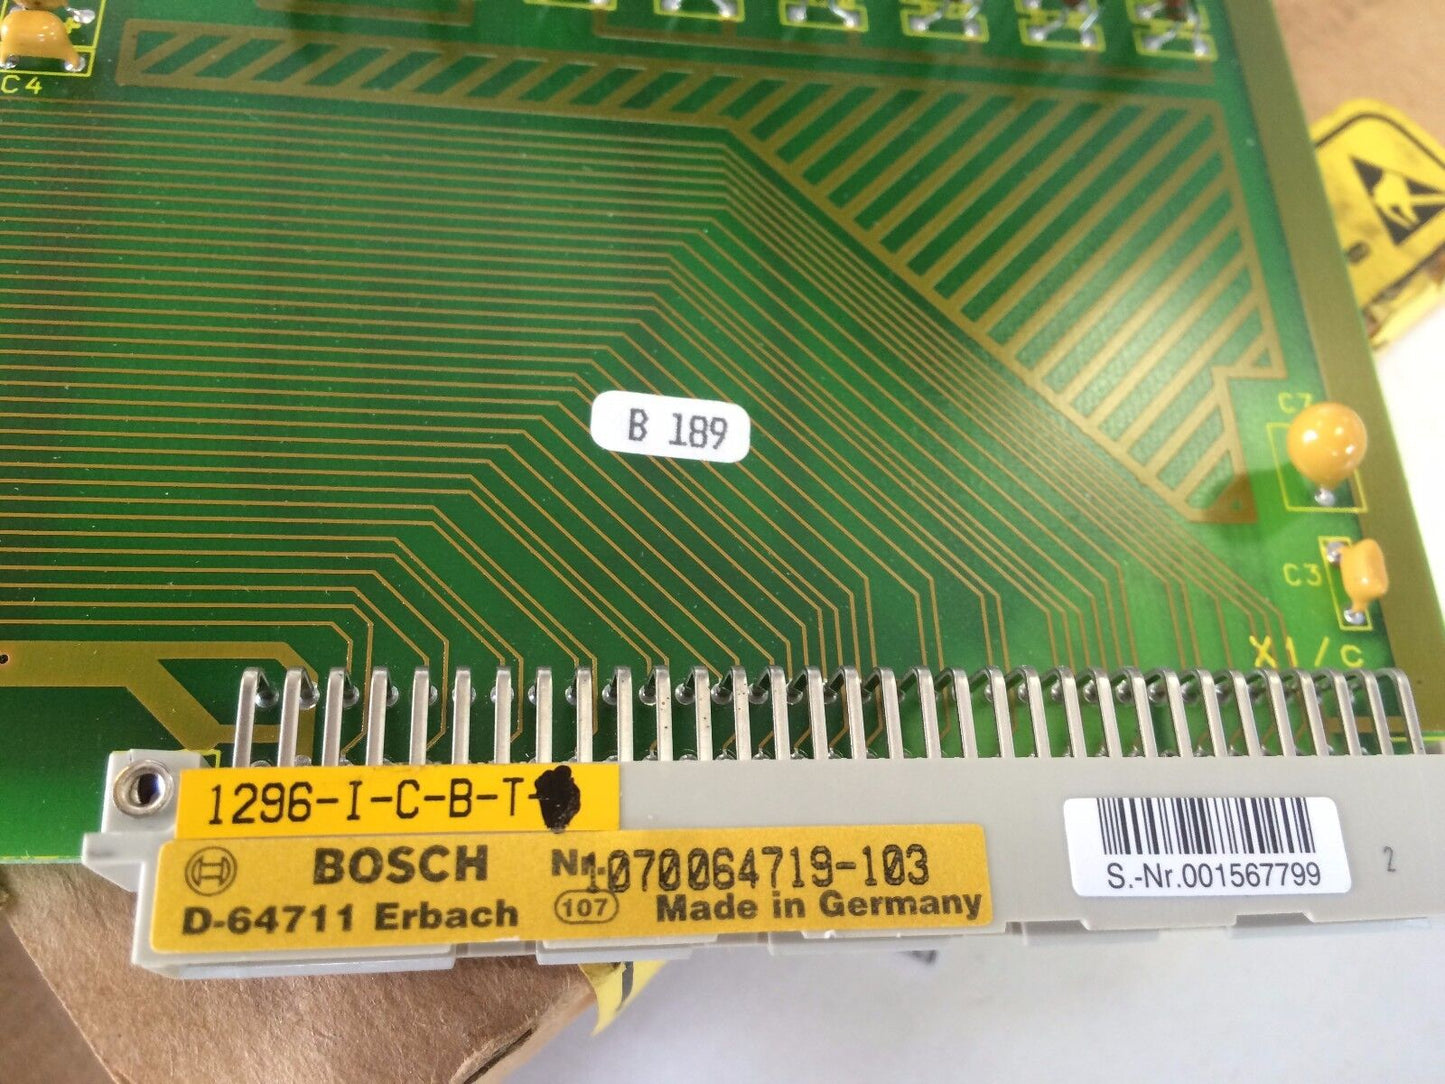 C4
B 189
C7
C3
X1/c
1296-I-C-B-T-
BOSCH Nr. 1070064719-103
D-64711 Erbach 107 Made in Germany
S.-Nr.001567799
2